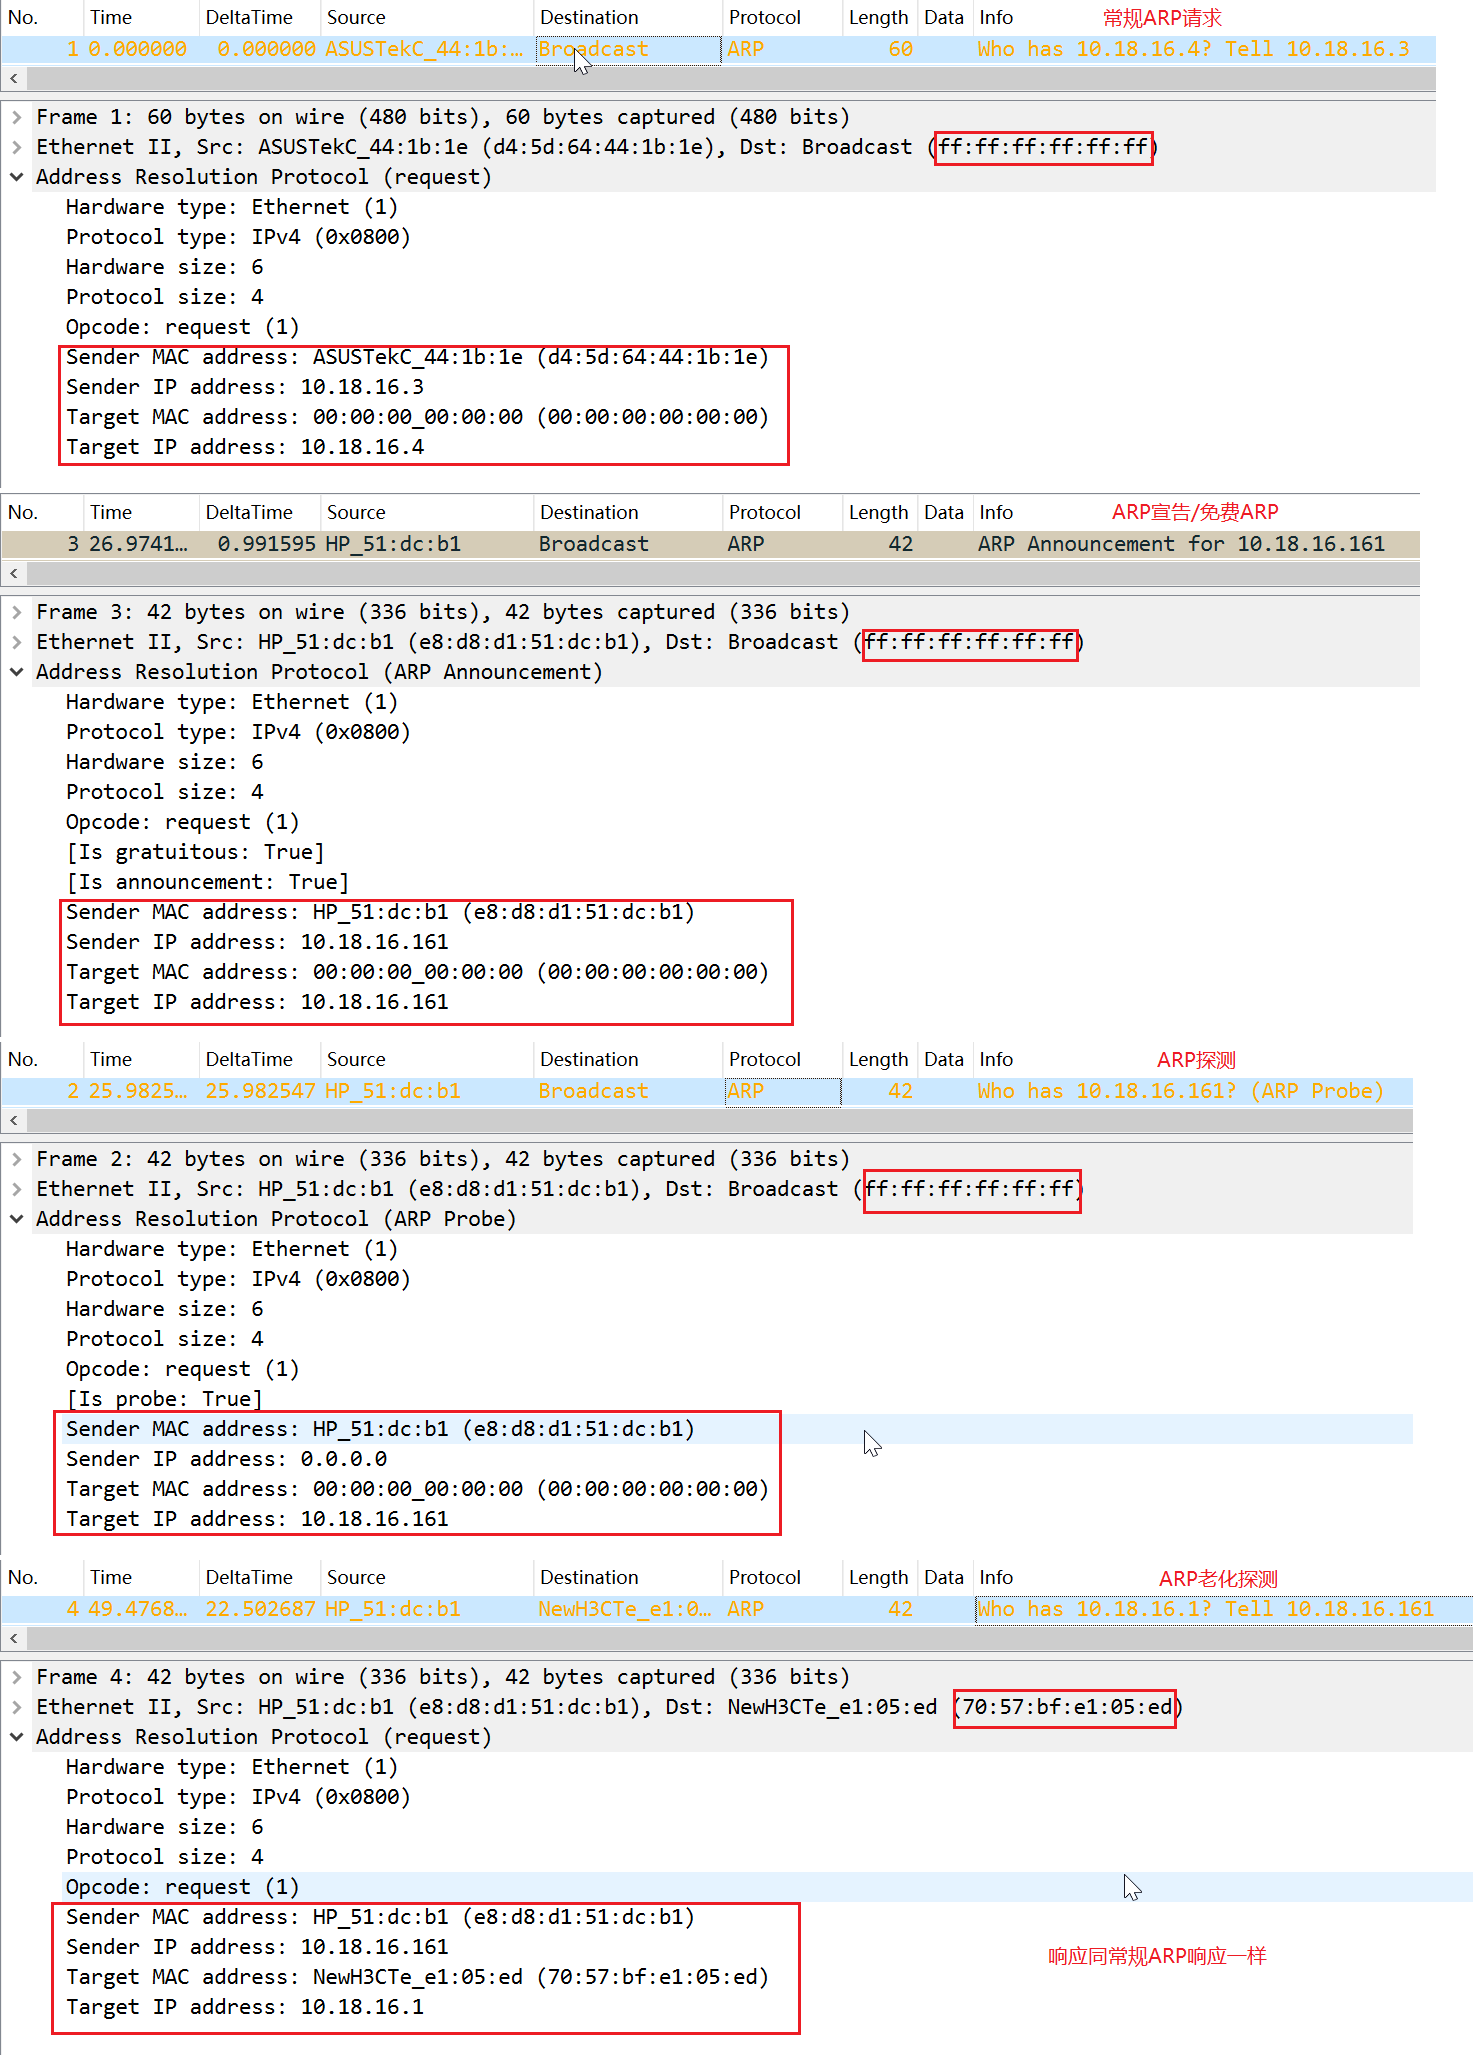 No. Time DeltaTime Source Destination Protocol Length Data Info 常规ARP请求
1 0.000000 0.000000 ASUSTekC_44:1b:… Broadcast ARP 60 Who has 10.18.16.4? Tell 10.18.16.3
Frame 1: 60 bytes on wire (480 bits), 60 bytes captured (480 bits)
Ethernet II, Src: ASUSTekC_44:1b:1e (d4:5d:64:44:1b:1e), Dst: Broadcast (ff:ff:ff:ff:ff:ff)
Address Resolution Protocol (request)
Hardware type: Ethernet (1)
Protocol type: IPv4 (0x0800)
Hardware size: 6
Protocol size: 4
Opcode: request (1)
Sender MAC address: ASUSTekC_44:1b:1e (d4:5d:64:44:1b:1e)
Sender IP address: 10.18.16.3
Target MAC address: 00:00:00_00:00:00 (00:00:00:00:00:00)
Target IP address: 10.18.16.4
No. Time DeltaTime Source Destination Protocol Length Data Info ARP宣告/免费ARP
3 26.9741… 0.991595 HP_51:dc:b1 Broadcast ARP 42 ARP Announcement for 10.18.16.161
Frame 3: 42 bytes on wire (336 bits), 42 bytes captured (336 bits)
Ethernet II, Src: HP_51:dc:b1 (e8:d8:d1:51:dc:b1), Dst: Broadcast (ff:ff:ff:ff:ff:ff)
Address Resolution Protocol (ARP Announcement)
Hardware type: Ethernet (1)
Protocol type: IPv4 (0x0800)
Hardware size: 6
Protocol size: 4
Opcode: request (1)
[Is gratuitous: True]
[Is announcement: True]
Sender MAC address: HP_51:dc:b1 (e8:d8:d1:51:dc:b1)
Sender IP address: 10.18.16.161
Target MAC address: 00:00:00_00:00:00 (00:00:00:00:00:00)
Target IP address: 10.18.16.161
No. Time DeltaTime Source Destination Protocol Length Data Info ARP探测
2 25.9825… 25.982547 HP_51:dc:b1 Broadcast ARP 42 Who has 10.18.16.161? (ARP Probe)
Frame 2: 42 bytes on wire (336 bits), 42 bytes captured (336 bits)
Ethernet II, Src: HP_51:dc:b1 (e8:d8:d1:51:dc:b1), Dst: Broadcast (ff:ff:ff:ff:ff:ff)
Address Resolution Protocol (ARP Probe)
Hardware type: Ethernet (1)
Protocol type: IPv4 (0x0800)
Hardware size: 6
Protocol size: 4
Opcode: request (1)
[Is probe: True]
Sender MAC address: HP_51:dc:b1 (e8:d8:d1:51:dc:b1)
Sender IP address: 0.0.0.0
Target MAC address: 00:00:00_00:00:00 (00:00:00:00:00:00)
Target IP address: 10.18.16.161
No. Time DeltaTime Source Destination Protocol Length Data Info ARP老化探测
4 49.4768… 22.502687 HP_51:dc:b1 NewH3CTe_e1:0… ARP 42 Who has 10.18.16.1? Tell 10.18.16.161
Frame 4: 42 bytes on wire (336 bits), 42 bytes captured (336 bits)
Ethernet II, Src: HP_51:dc:b1 (e8:d8:d1:51:dc:b1), Dst: NewH3CTe_e1:05:ed (70:57:bf:e1:05:ed)
Address Resolution Protocol (request)
Hardware type: Ethernet (1)
Protocol type: IPv4 (0x0800)
Hardware size: 6
Protocol size: 4
Opcode: request (1)
Sender MAC address: HP_51:dc:b1 (e8:d8:d1:51:dc:b1)
Sender IP address: 10.18.16.161
响应同常规ARP响应一样
Target MAC address: NewH3CTe_e1:05:ed (70:57:bf:e1:05:ed)
Target IP address: 10.18.16.1